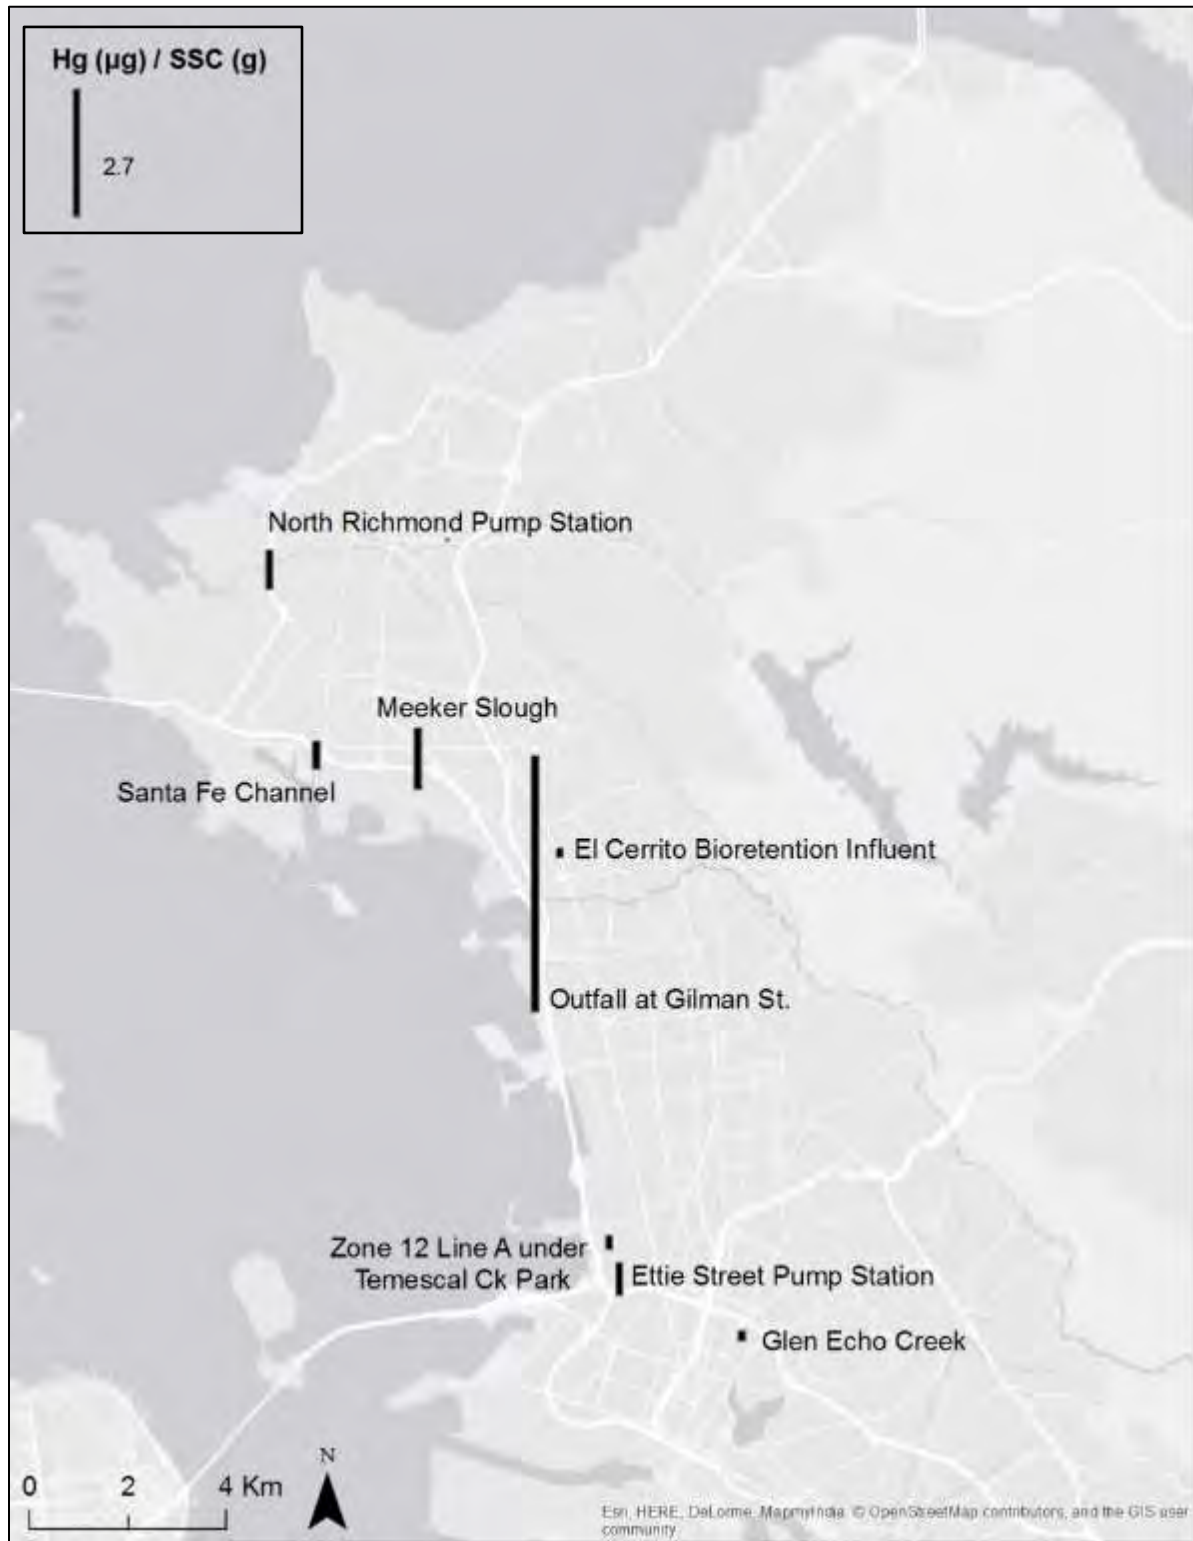 Hg (µg) / SSC (g)
2.7
North Richmond Pump Station
Meeker Slough
Santa Fe Channel
El Cerrito Bioretention Influent
Outfall at Gilman St.
Zone 12 Line A under
Temescal Ck Park
Ettie Street Pump Station
Glen Echo Creek
N
0 2 4 Km
Esri, HERE, DeLorme, MapmyIndia, © OpenStreetMap contributors, and the GIS user
community